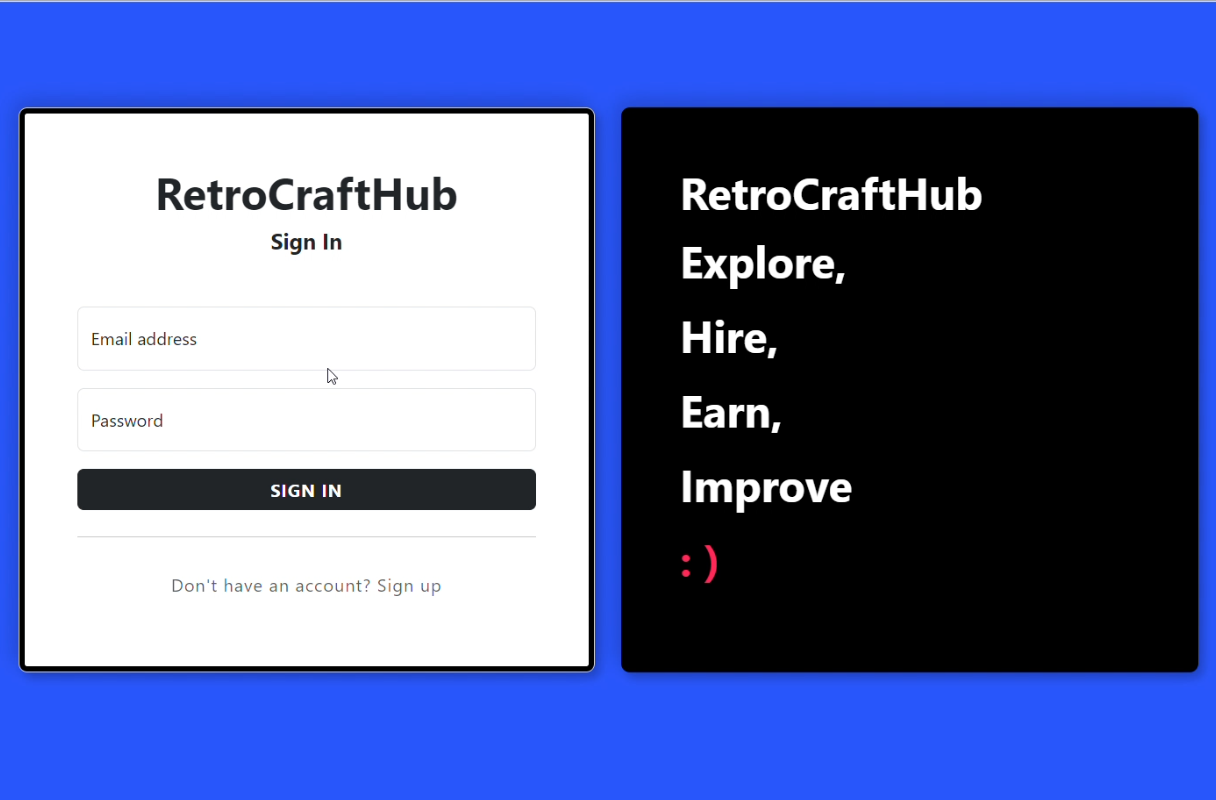 RetroCraftHub
Sign In
Email address
Password
SIGN IN
Don't have an account? Sign up
RetroCraftHub
Explore,
Hire,
Earn,
Improve
: )